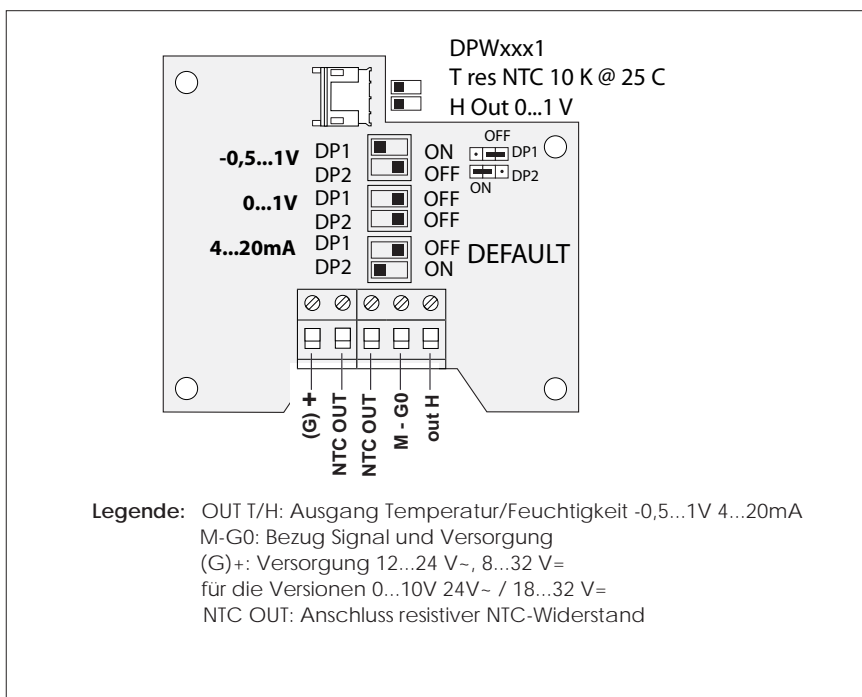 DPWxxx1
T res NTC 10 K @ 25 C
H Out 0...1 V
-0,5...1V DP1 ON
DP2 OFF
OFF
DP1
DP2
ON
0...1V DP1 OFF
DP2 OFF
4...20mA DP1 OFF DEFAULT
DP2 ON
(G) +
NTC OUT
NTC OUT
M - G0
out H
Legende: OUT T/H: Ausgang Temperatur/Feuchtigkeit -0,5...1V 4...20mA
M-G0: Bezug Signal und Versorgung
(G)+: Versorgung 12...24 V~, 8...32 V=
für die Versionen 0...10V 24V~ / 18...32 V=
NTC OUT: Anschluss resistiver NTC-Widerstand